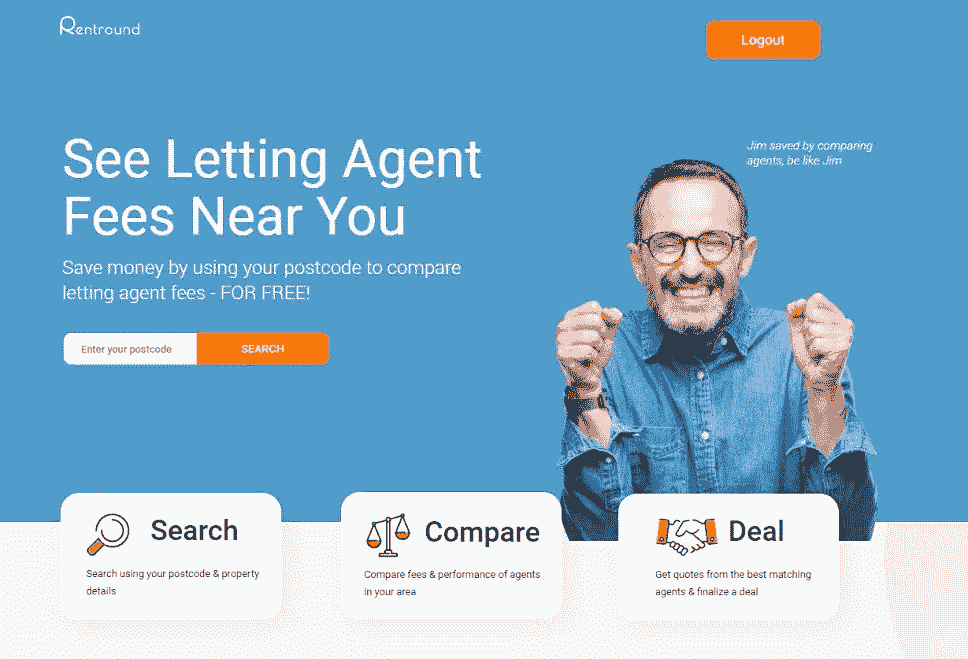 Rentround
Logout
See Letting Agent
Fees Near You
Save money by using your postcode to compare
letting agent fees - FOR FREE!
Enter your postcode
SEARCH
Jim saved by comparing
agents, be like Jim
Search
Search using your postcode & property
details
Compare
Compare fees & performance of agents
in your area
Deal
Get quotes from the best matching
agents & finalize a deal